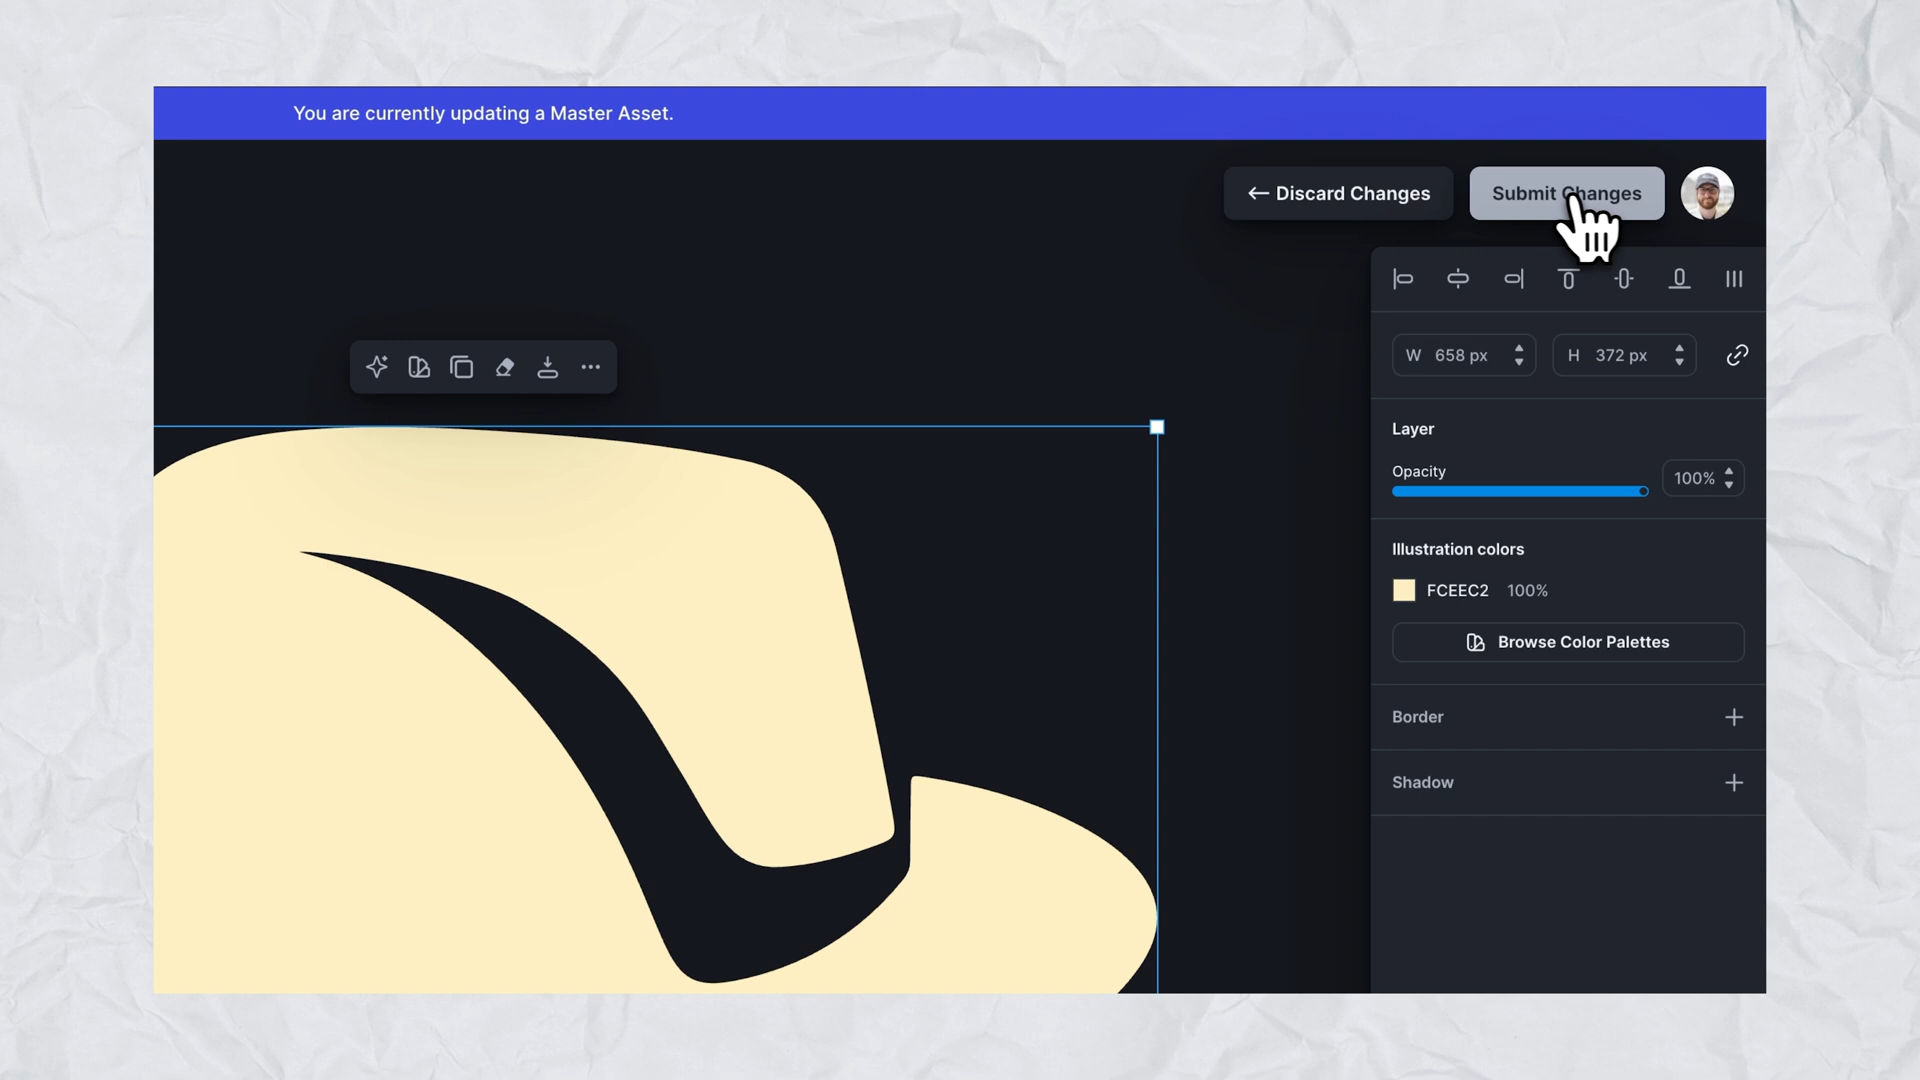 You are currently updating a Master Asset.
Discard Changes
Submit Changes
W 658 px
H 372 px
Layer
Opacity
100%
Illustration colors
FCEEC2 100%
Browse Color Palettes
Border
Shadow